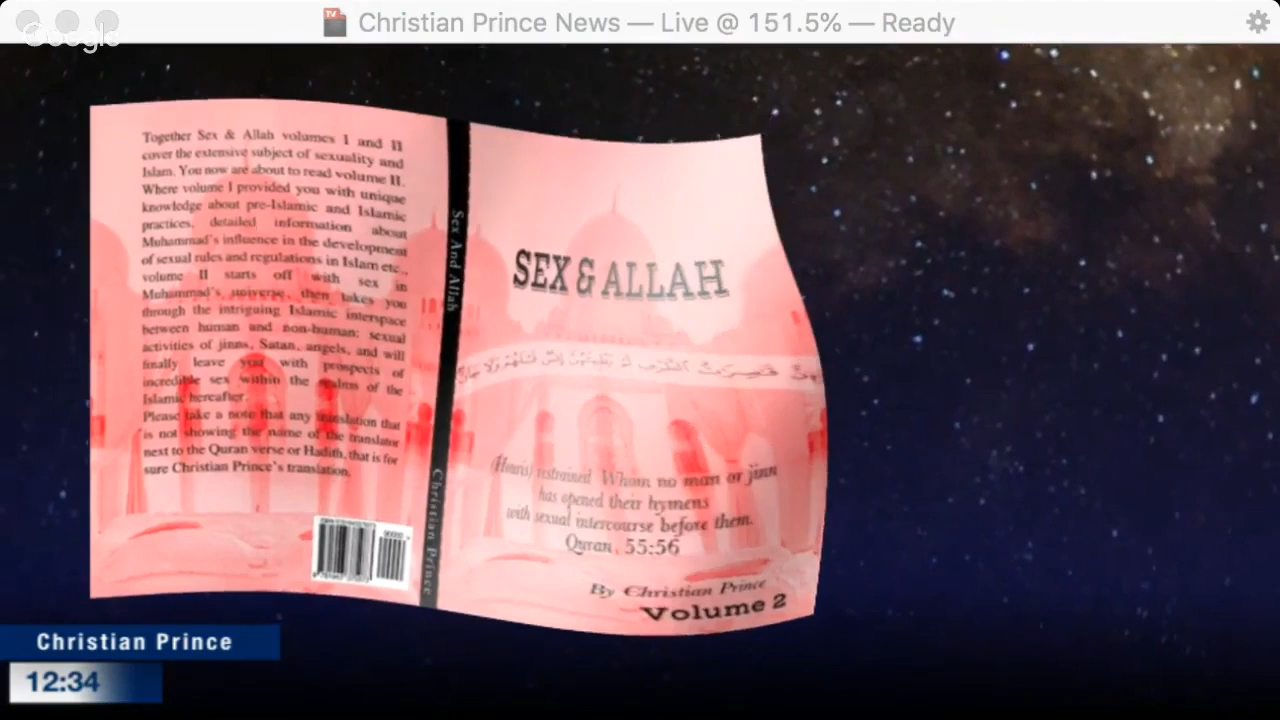 TV
Christian Prince News — Live @ 151.5% — Ready
Google
Together Sex & Allah volumes I and II
cover the extensive subject of sexuality and
Islam. You now are about to read volume II.
Where volume I provided you with unique
knowledge about pre-Islamic and Islamic
practices, detailed information about
Muhammad's influence in the development
of sexual rules and regulations in Islam etc.,
volume II starts off with sex in
Muhammad's universe, then takes you
through the intriguing Islamic interspace
between human and non-human: sexual
activities of jinns, Satan, angels, and will
finally leave you with prospects of
incredible sex within the realms of the
Islamic hereafter.
Please take a note that any translation that
is not showing the name of the translator
next to the Quran verse or Hadith, that is for
sure Christian Prince's translation.
90000
Sex And Allah
Christian Prince
SEX & ALLAH
(Houris) restrained Whom no man or jinn
has opened their hymens
with sexual intercourse before them.
Quran, 55:56
By Christian Prince
Volume 2
Christian Prince
12:34